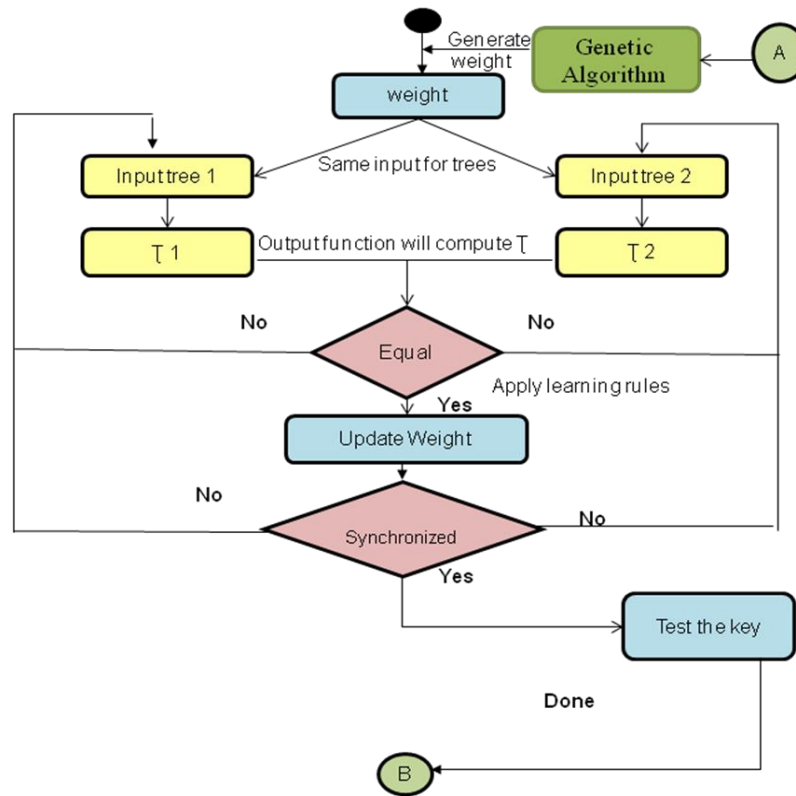 Generate
weight
Genetic
Algorithm
A
weight
Input tree 1
Same input for trees
Input tree 2
Ʈ 1
Output function will compute Ʈ
Ʈ 2
No
No
Equal
Apply learning rules
Yes
Update Weight
No
No
Synchronized
Yes
Test the key
Done
B